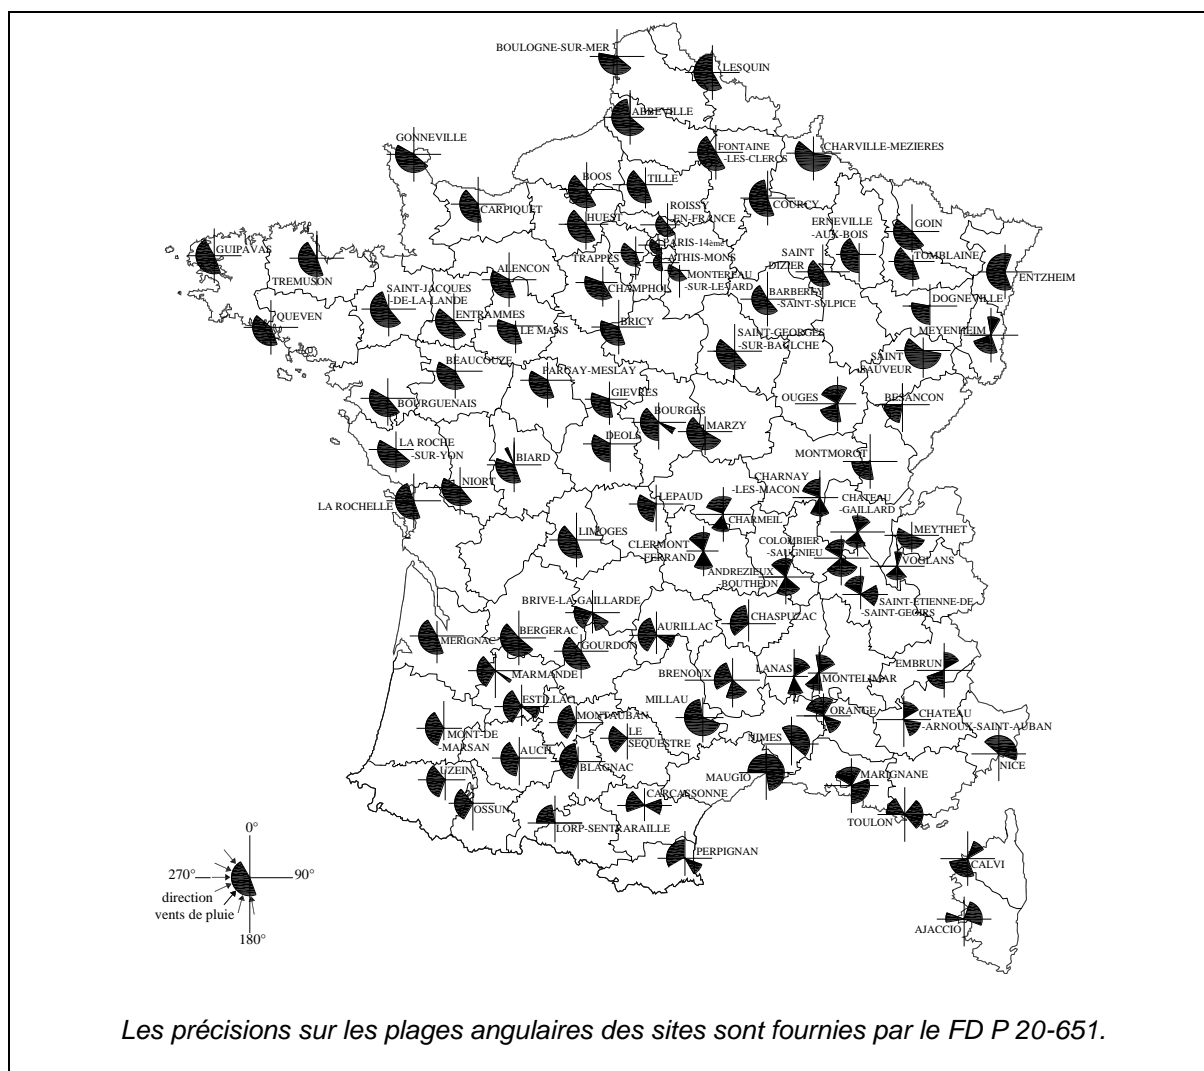 BOULOGNE-SUR-MER
LESQUIN
ABBEVILLE
GONNEVILLE
FONTAINE
-LES-CLERCS
CHARVILLE-MEZIERES
BOOS
TILLE
CARPIQUET
HUEST
ROISSY
-EN-FRANCE
COURCY
ERNEVILLE
-AUX-BOIS
GOIN
GUIPAVAS
TREMUSON
TRAPPES
PARIS-14ème
ATHIS-MONS
MONTEREAU
-SUR-LE-JARD
SAINT
DIZIER
TOMBLAINE
ENTZHEIM
ALENCON
CHAMPHOL
SAINT-JACQUES
-DE-LA-LANDE
BARBEREY
-SAINT-SULPICE
DOGNEVILLE
QUEVEN
ENTRAMMES
LE MANS
BRICY
SAINT-GEORGES
-SUR-BAULCHE
MEYENHEIM
SAINT
SAUVEUR
BEAUCOUZE
PARCAY-MESLAY
GIEVRES
OUGES
BESANCON
BOURGUENAIS
BOURGES
MARZY
DEOLS
LA ROCHE
-SUR-YON
BIARD
MONTMOROT
NIORT
CHARNAY
-LES-MACON
LA ROCHELLE
LEPAUD
CHARMEIL
CHATEAU
-GAILLARD
LIMOGES
CLERMONT
-FERRAND
COLOMBIER
-SAUGNIEU
MEYTHET
VOGLANS
ANDREZIEUX
-BOUTHEON
SAINT-ETIENNE-DE
-SAINT-GEOIRS
BRIVE-LA-GAILLARDE
MERIGNAC
BERGERAC
GOURDON
AURILLAC
CHASPUZAC
MARMANDE
BRENOUX
LANAS
MONTELIMAR
EMBRUN
ESTILLAC
MONTAUBAN
MILLAU
ORANGE
CHATEAU
-ARNOUX-SAINT-AUBAN
MONT-DE
-MARSAN
LE
SEQUESTRE
NIMES
NICE
AUCH
BLAGNAC
MAUGIO
MARIGNANE
UZEIN
OSSUN
CARCASSONNE
TOULON
LORP-SENTRARAILLE
PERPIGNAN
CALVI
AJACCIO
0°
270°
90°
direction
vents de pluie
180°
Les précisions sur les plages angulaires des sites sont fournies par le FD P 20-651.